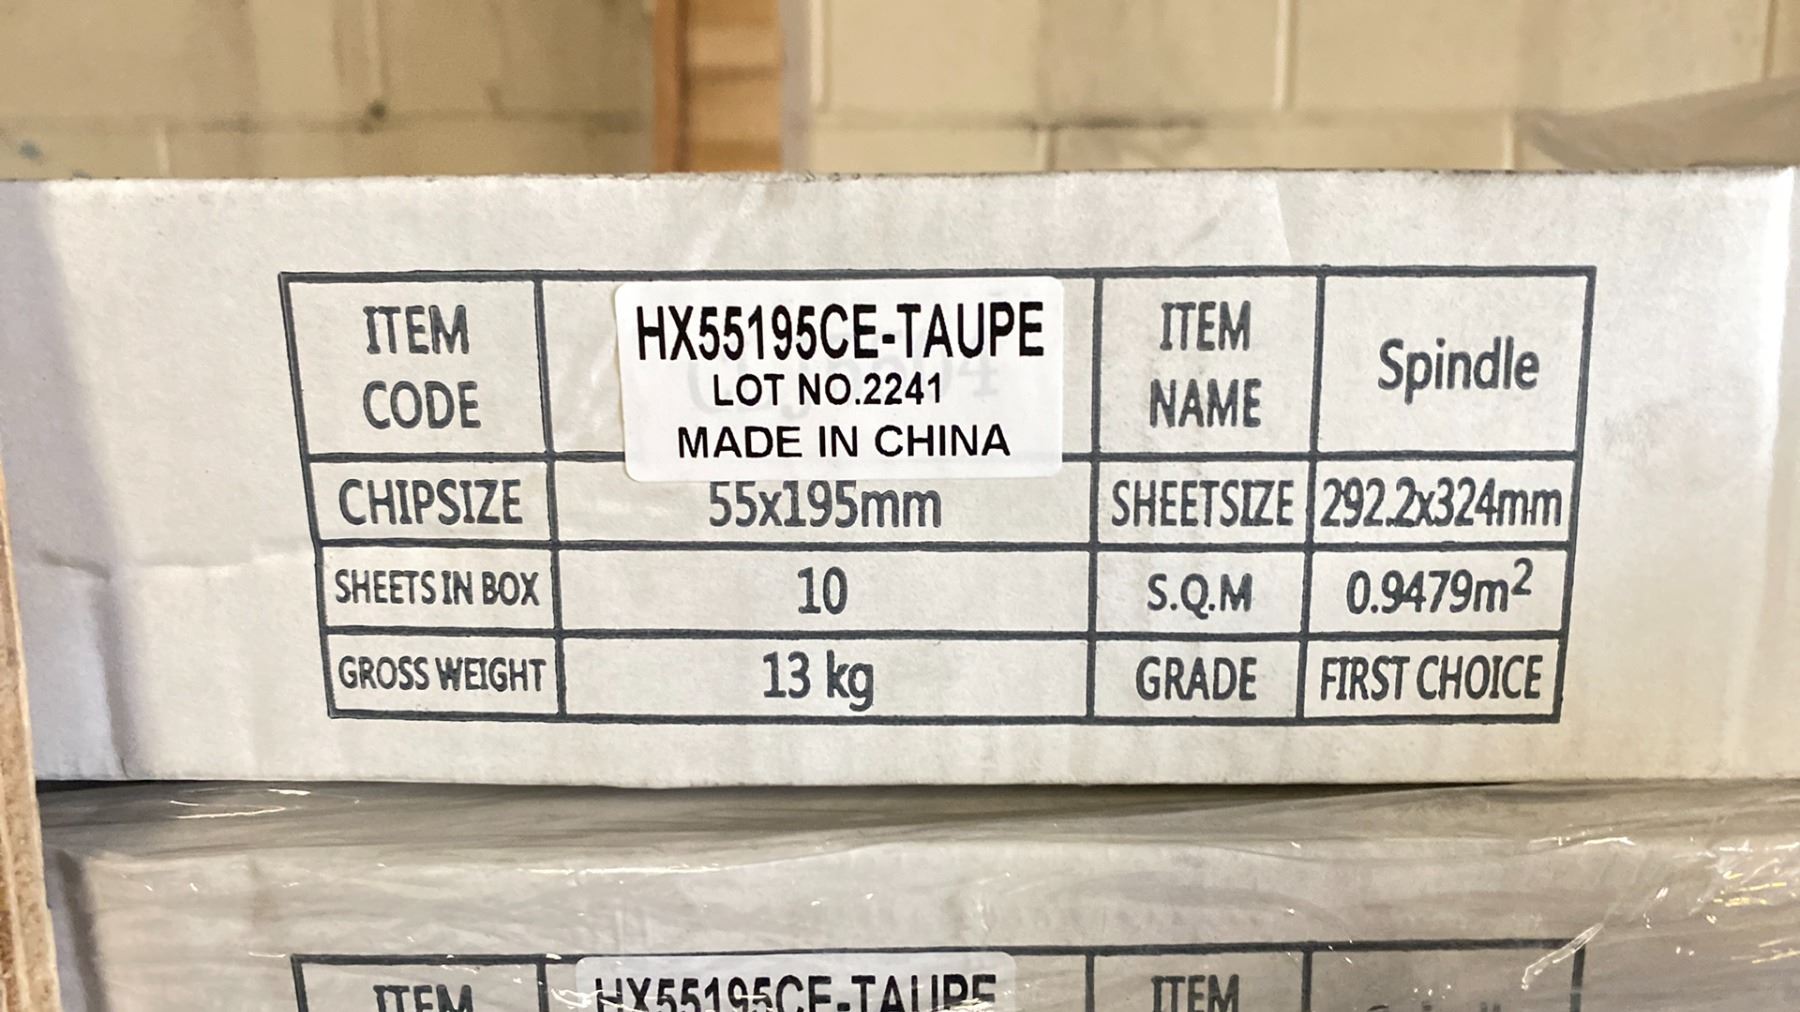 ITEM CODE
HX55195CE-TAUPE
LOT NO.2241
MADE IN CHINA
ITEM NAME
Spindle
CHIPSIZE
55x195mm
SHEETSIZE
292.2x324mm
SHEETS IN BOX
10
S.Q.M
0.9479m²
GROSS WEIGHT
13 kg
GRADE
FIRST CHOICE
ITEM
HX55195CE-TAUPE
ITEM